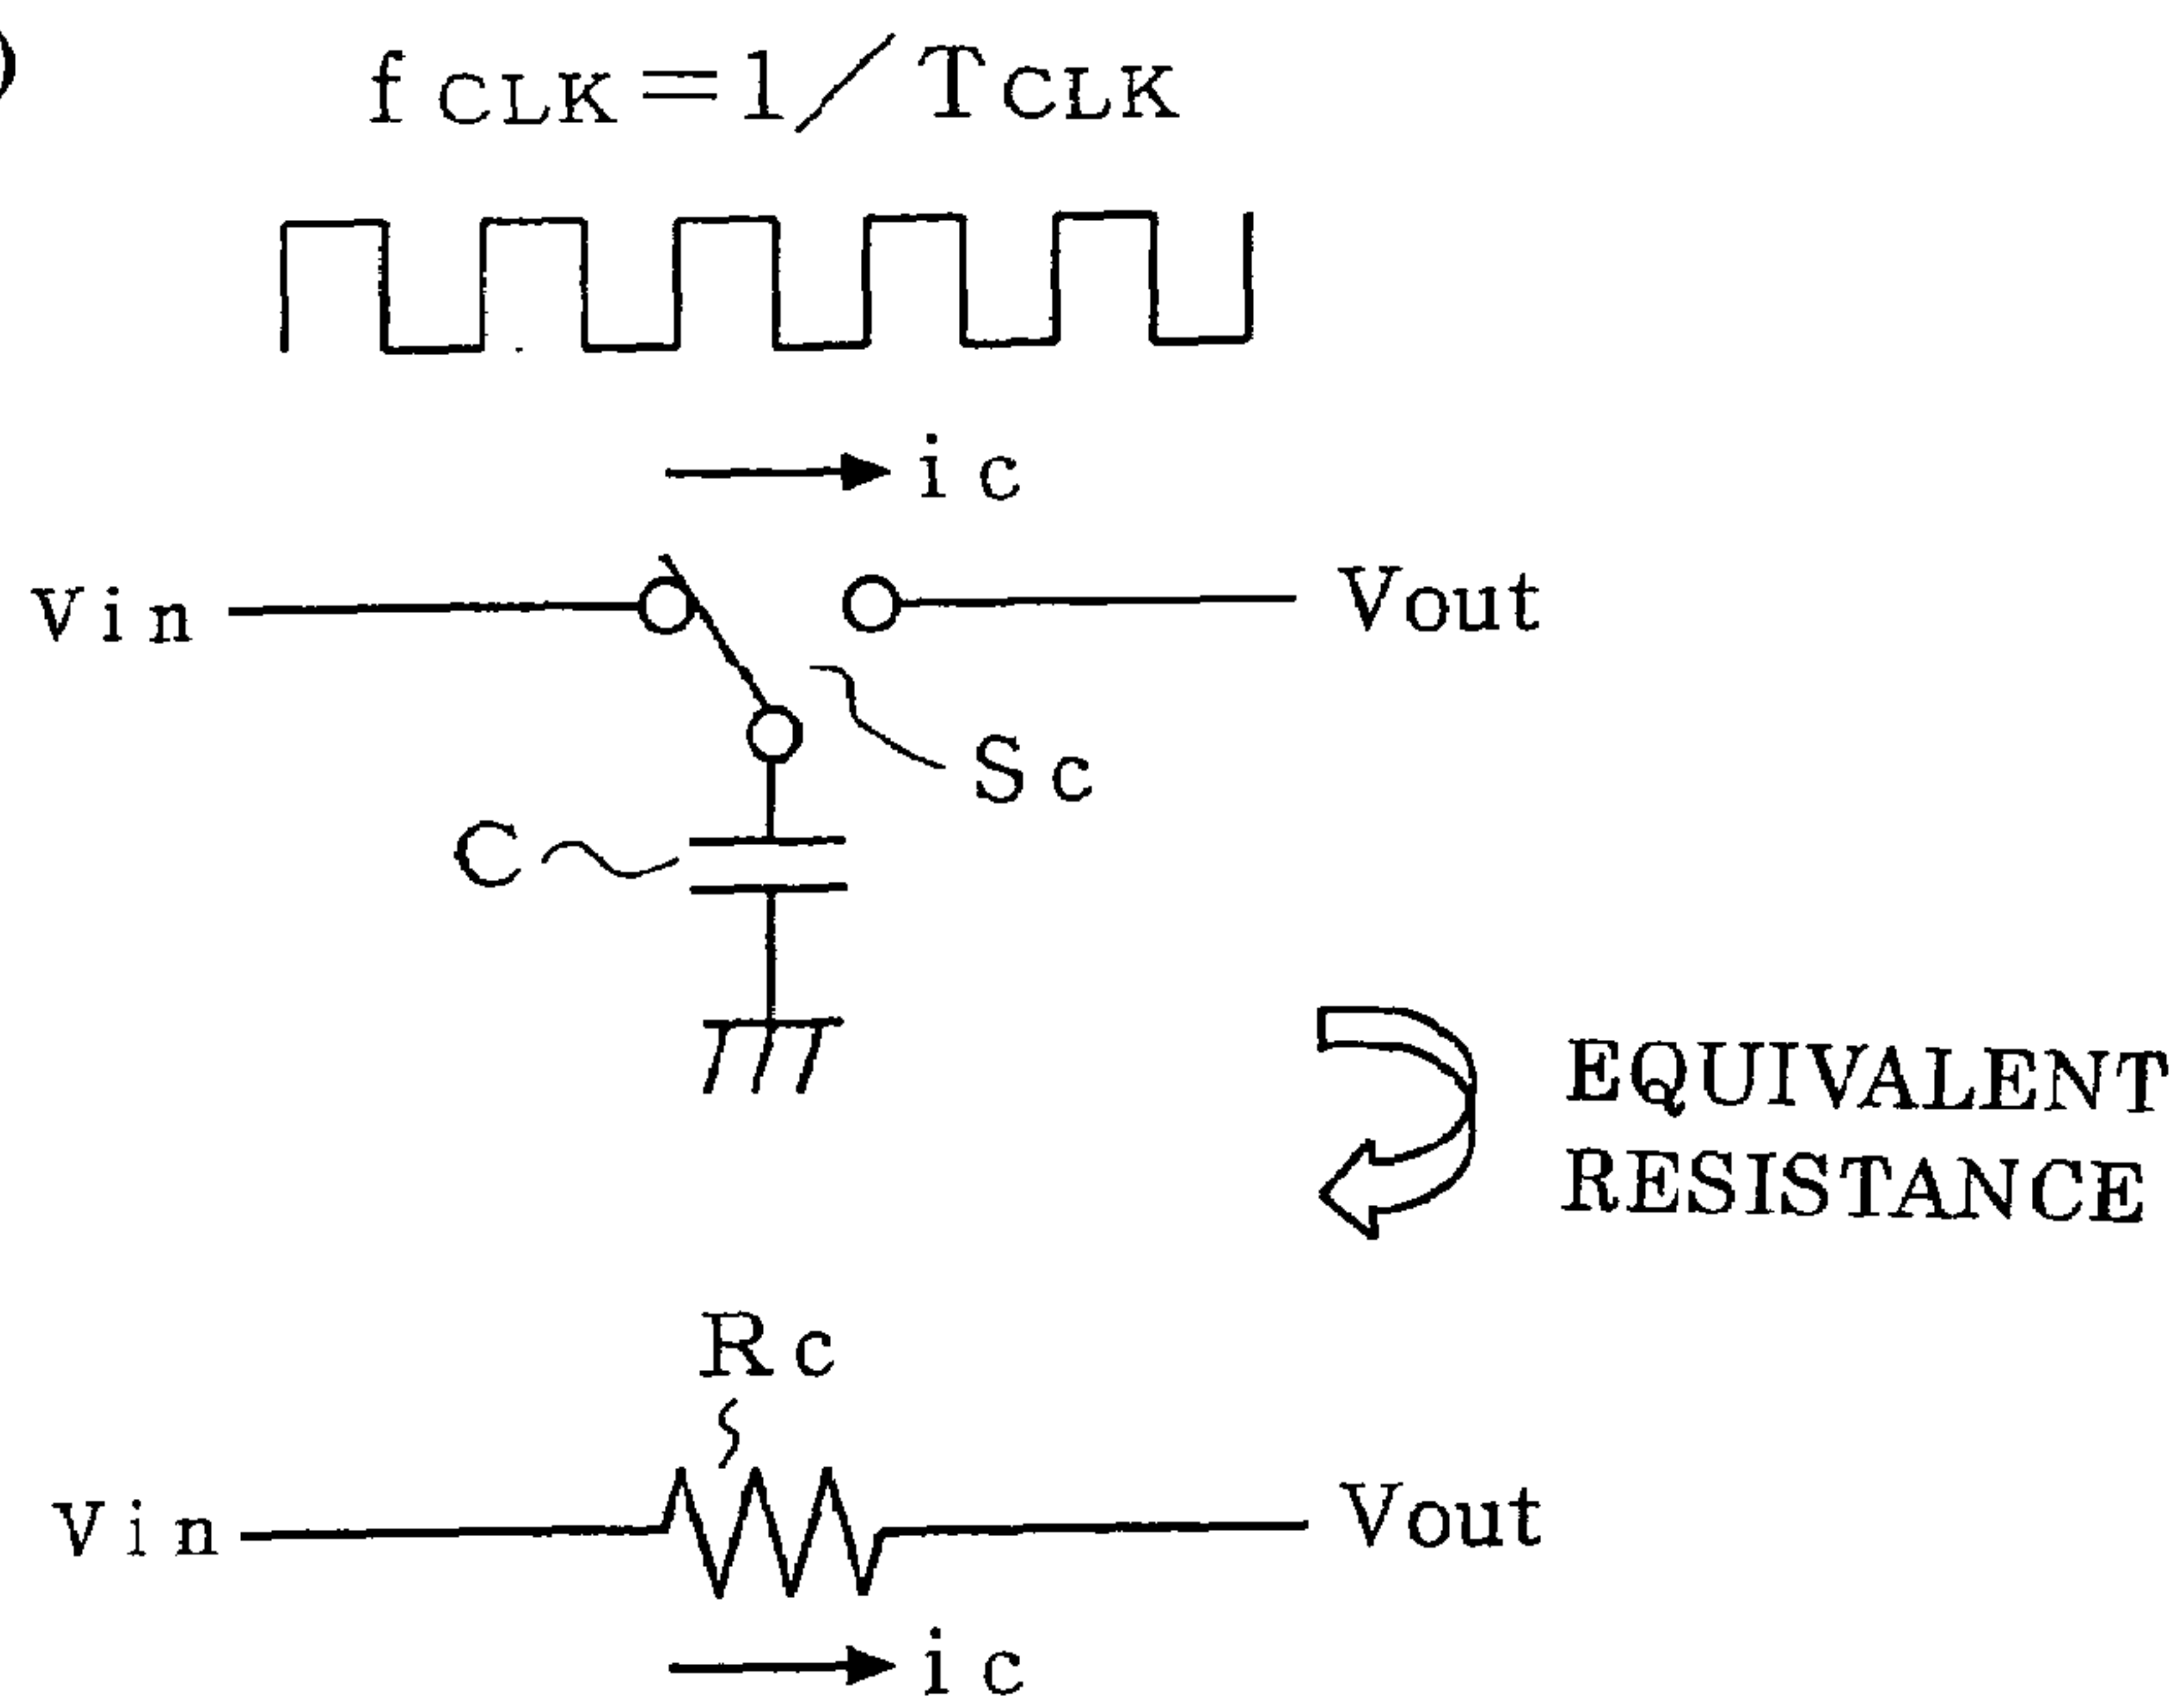 )
fCLK=1/TCLK
ic
Vin
Vout
Sc
C
EQUIVALENT
RESISTANCE
Rc
Vin
Vout
ic